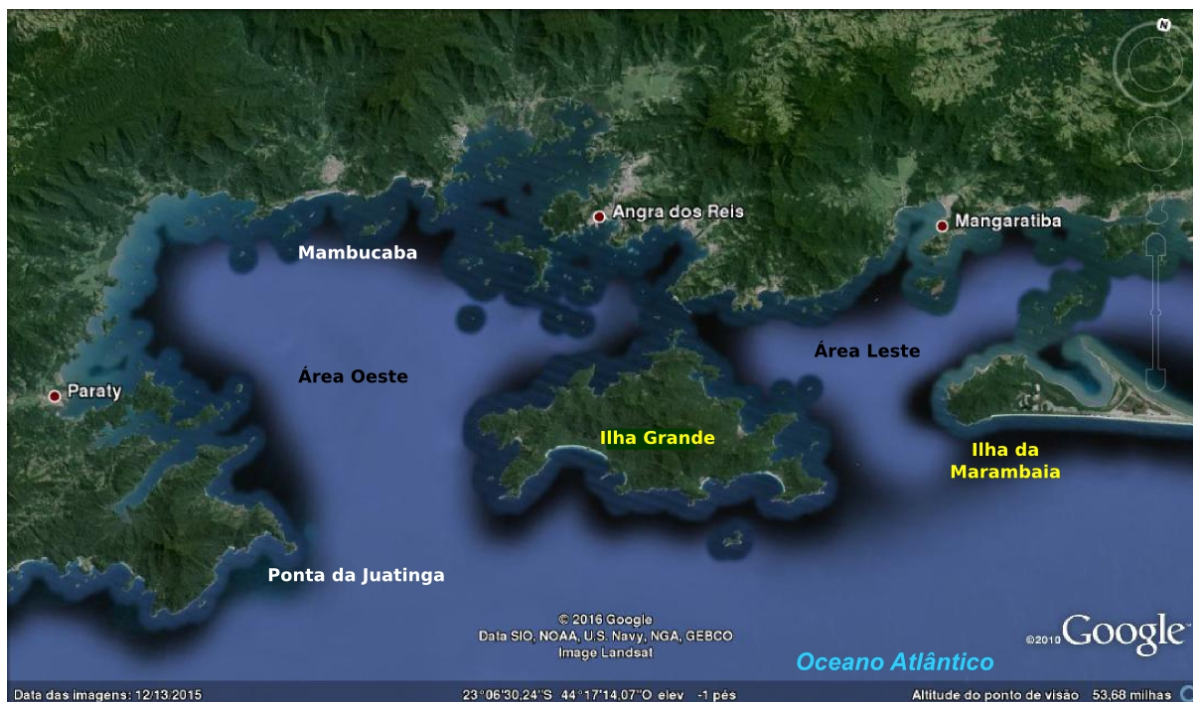 N
Angra dos Reis
Mangaratiba
Mambucaba
Área Leste
Área Oeste
Paraty
Ilha Grande
Ilha da
Marambaia
Ponta da Juatinga
© 2016 Google
Data SIO, NOAA, U.S. Navy, NGA, GEBCO
Image Landsat
©2010 Google
Oceano Atlântico
Data das imagens: 12/13/2015 23°06'30,24"S 44°17'14,07"O elev -1 pés Altitude do ponto de visão 53,68 milhas